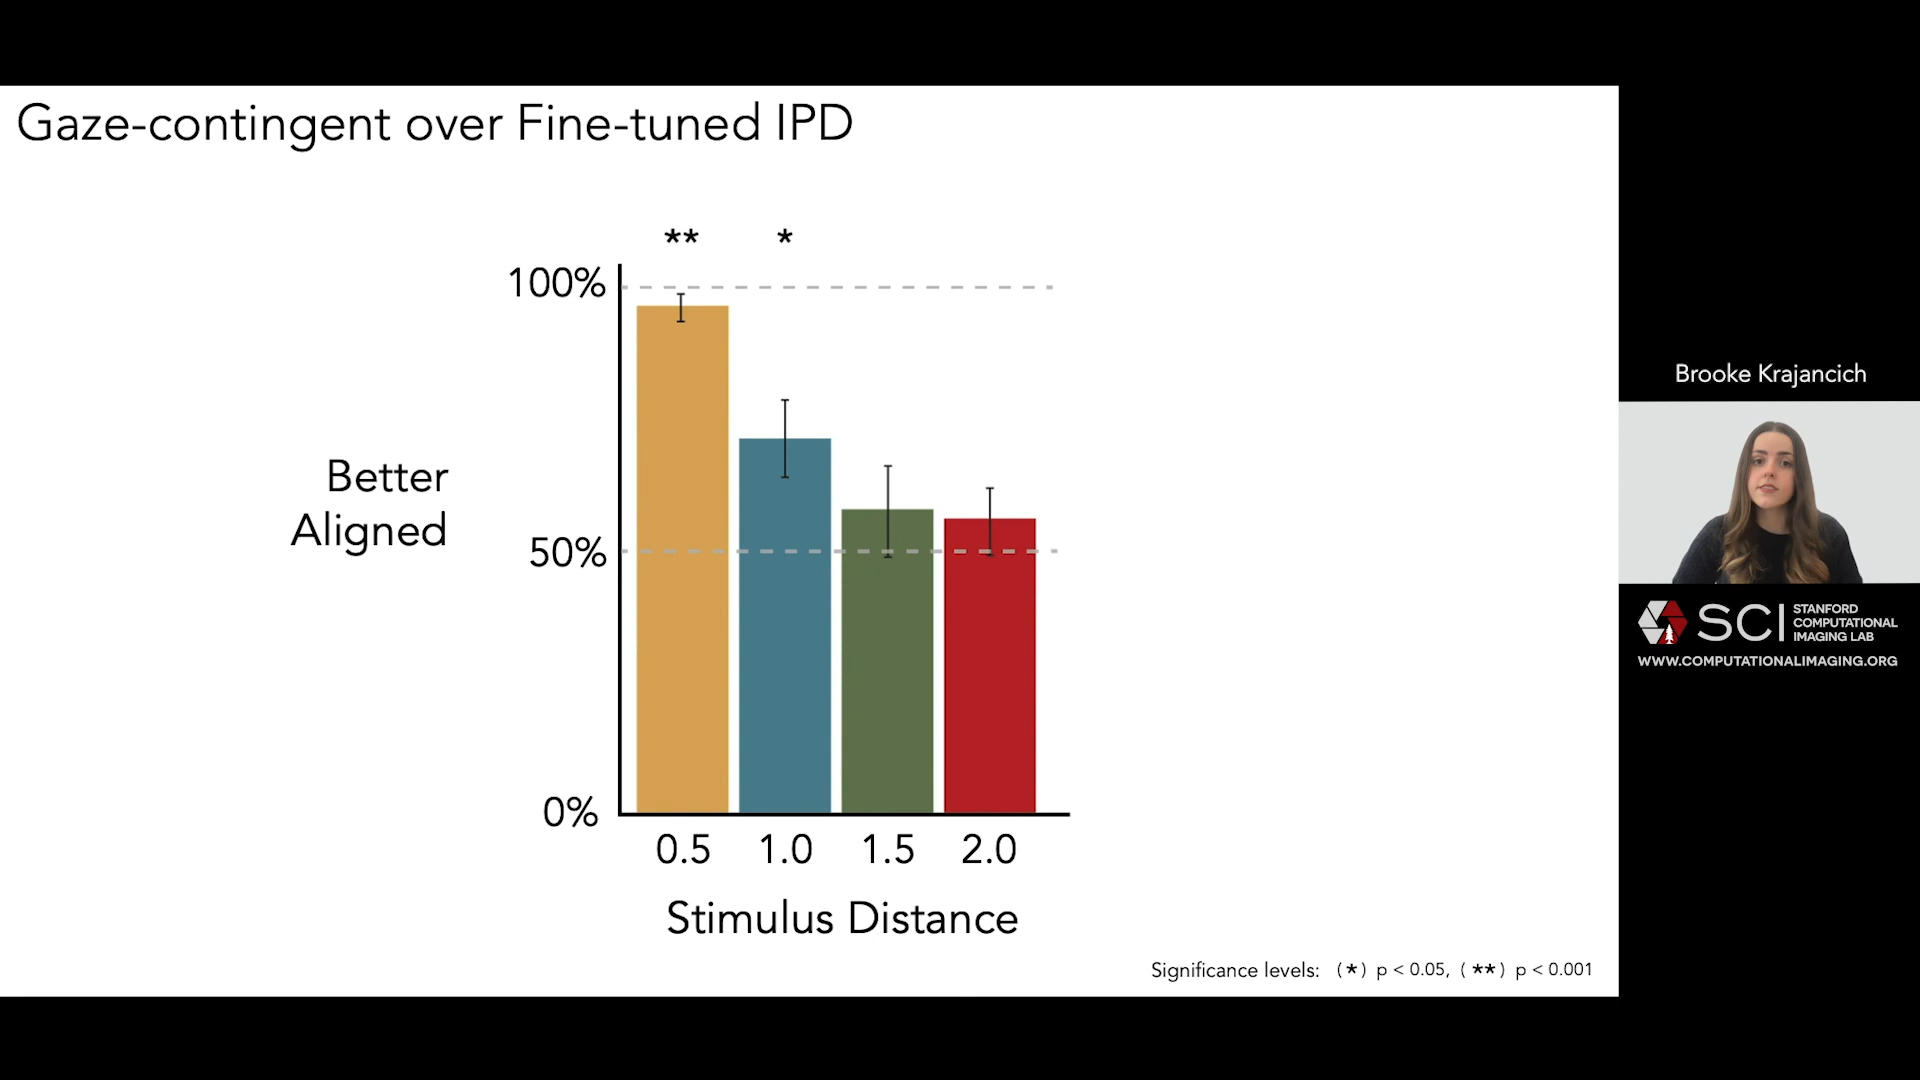 Gaze-contingent over Fine-tuned IPD
** *
100%
Better
Aligned
50%
0%
0.5 1.0 1.5 2.0
Stimulus Distance
Significance levels: (*) p < 0.05, (**) p < 0.001
Brooke Krajancich
SCI
STANFORD
COMPUTATIONAL
IMAGING LAB
WWW.COMPUTATIONALIMAGING.ORG